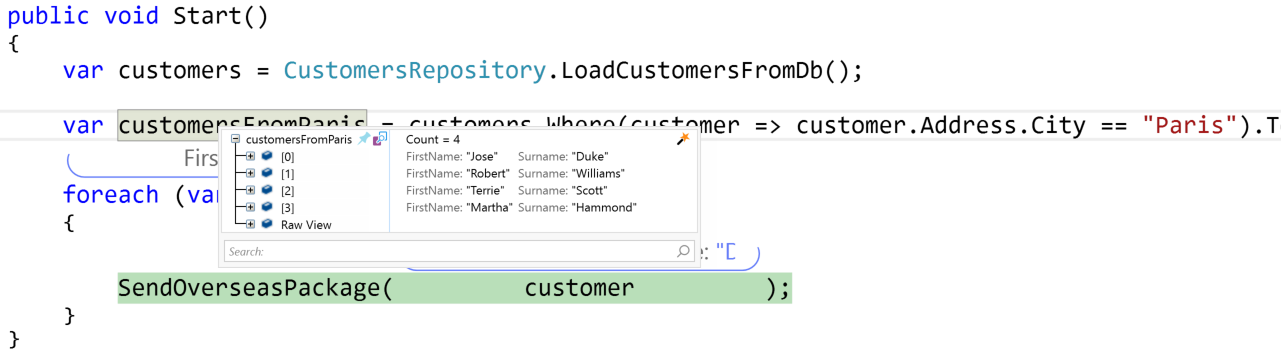 public void Start()
{
var customers = CustomersRepository.LoadCustomersFromDb();
var customersFromParis = customers.Where(customer => customer.Address.City == "Paris").T
customersFromParis Count = 4
[0] FirstName: "Jose" Surname: "Duke"
[1] FirstName: "Robert" Surname: "Williams"
[2] FirstName: "Terrie" Surname: "Scott"
[3] FirstName: "Martha" Surname: "Hammond"
Raw View
Search:
Firs
foreach (var
{
: "D
SendOverseasPackage( customer );
}
}